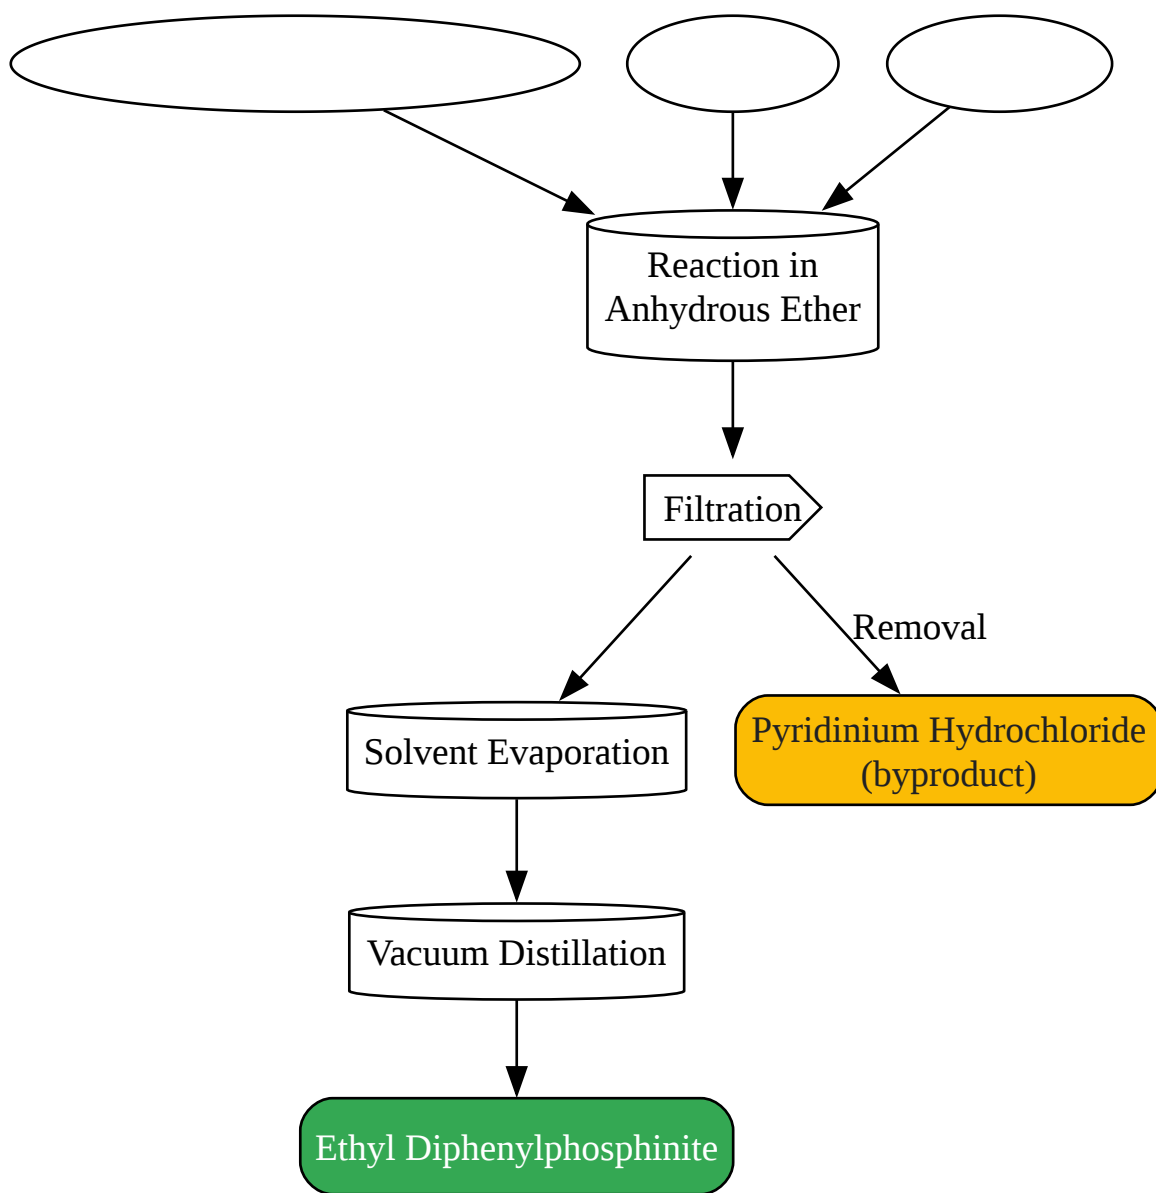 Reaction in
Anhydrous Ether
Filtration
Removal
Solvent Evaporation
Pyridinium Hydrochloride
(byproduct)
Vacuum Distillation
Ethyl Diphenylphosphinite